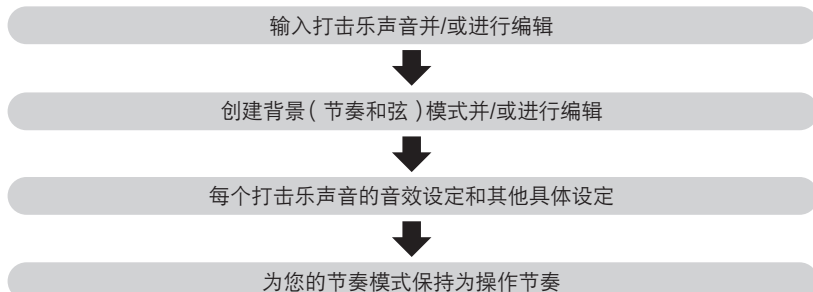 输入打击乐声音并/或进行编辑
创建背景( 节奏和弦 )模式并/或进行编辑
每个打击乐声音的音效设定和其他具体设定
为您的节奏模式保持为操作节奏